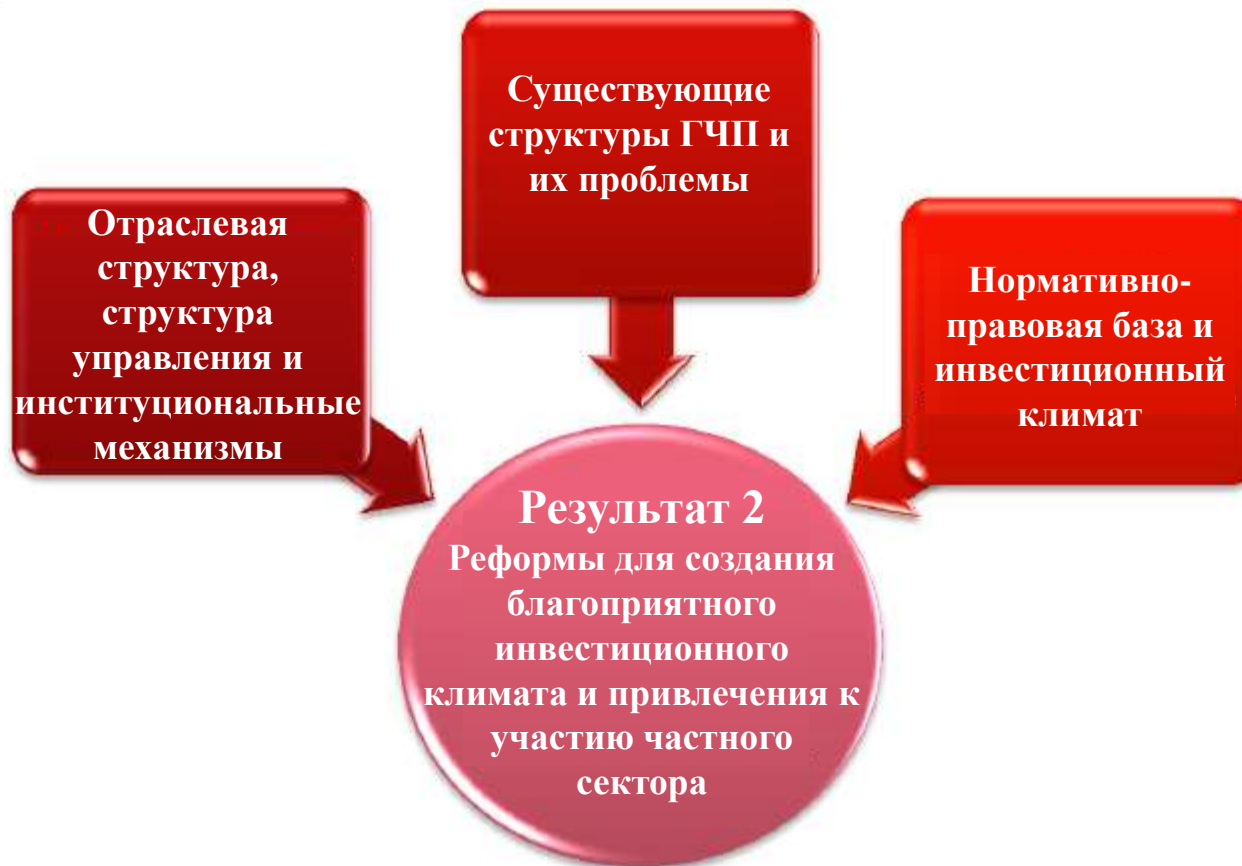 Существующие
структуры ГЧП и
их проблемы
Отраслевая
структура,
структура
управления и
институциональные
механизмы
Нормативно-
правовая база и
инвестиционный
климат
Результат 2
Реформы для создания
благоприятного
инвестиционного
климата и привлечения к
участию частного
сектора